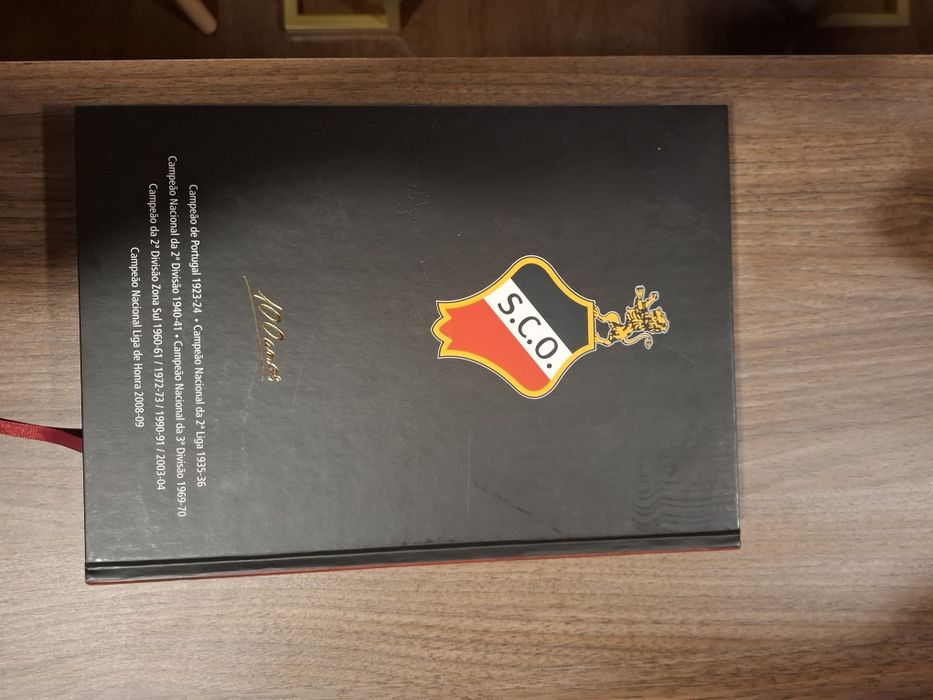 S.C.O.
100 anos
Campeão de Portugal 1923-24 • Campeão Nacional da 2ª Liga 1935-36
Campeão Nacional da 2ª Divisão 1940-41 • Campeão Nacional da 3ª Divisão 1969-70
Campeão da 2ª Divisão Zona Sul 1960-61 / 1972-73 / 1990-91 / 2003-04
Campeão Nacional Liga de Honra 2008-09